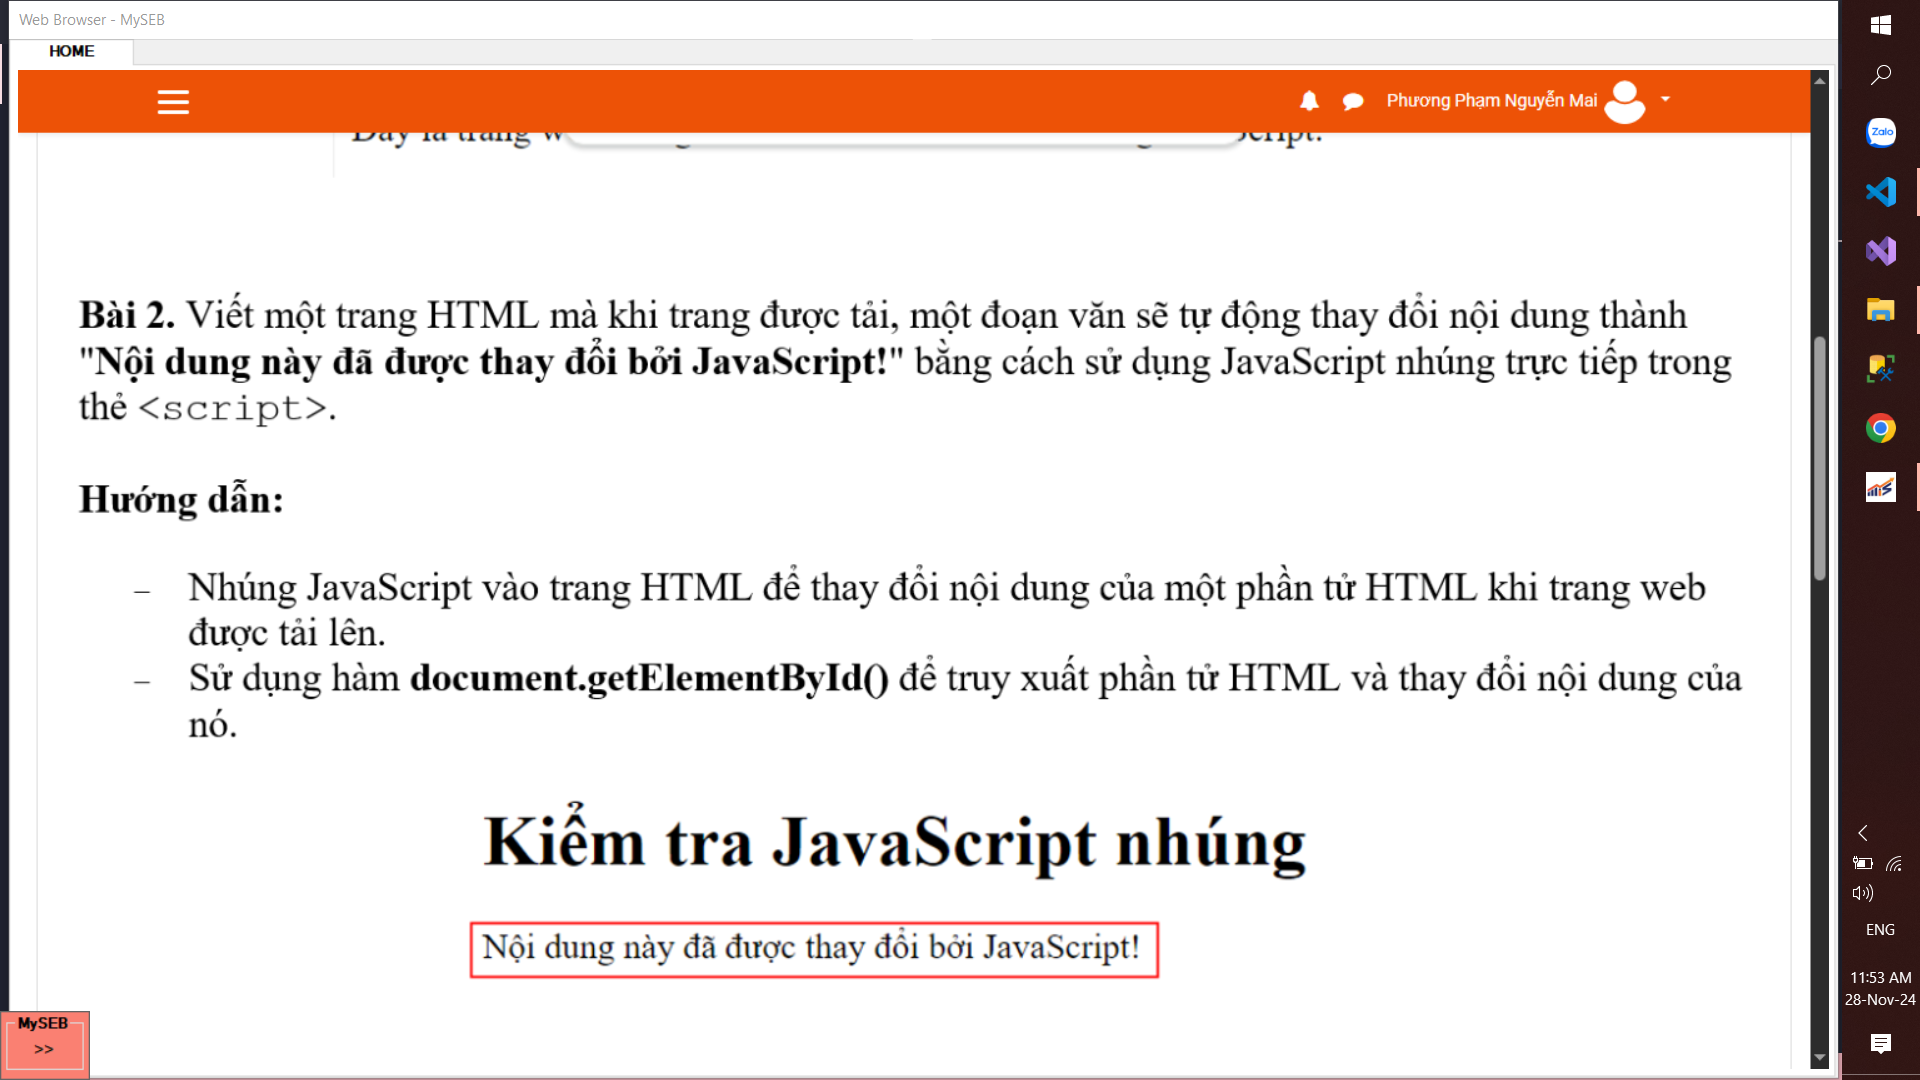 Web Browser - MySEB
HOME
Phương Phạm Nguyễn Mai
Bài 2. Viết một trang HTML mà khi trang được tải, một đoạn văn sẽ tự động thay đổi nội dung thành
"Nội dung này đã được thay đổi bởi JavaScript!" bằng cách sử dụng JavaScript nhúng trực tiếp trong
thẻ <script>.
Hướng dẫn:
– Nhúng JavaScript vào trang HTML để thay đổi nội dung của một phần tử HTML khi trang web
được tải lên.
– Sử dụng hàm document.getElementById() để truy xuất phần tử HTML và thay đổi nội dung của
nó.
Kiểm tra JavaScript nhúng
Nội dung này đã được thay đổi bởi JavaScript!
MySEB
>>
Zalo
ENG
11:53 AM
28-Nov-24